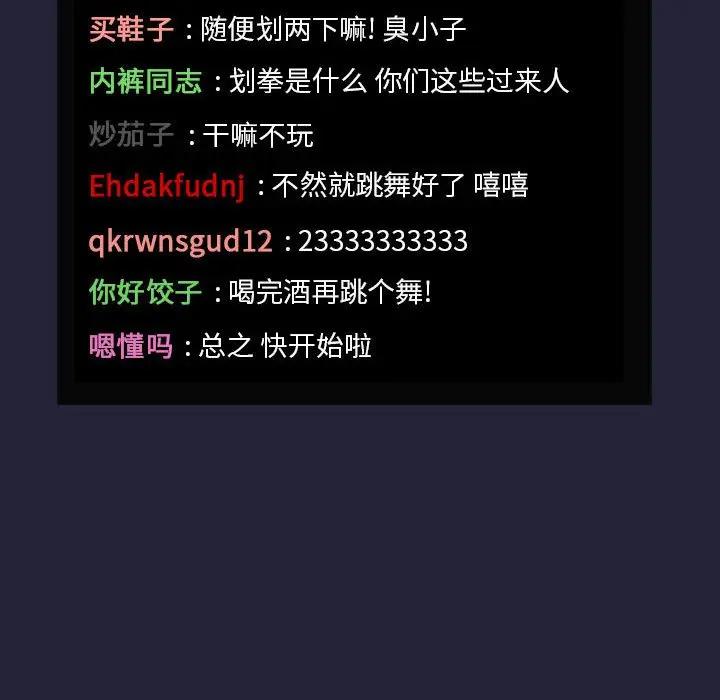 买鞋子 : 随便划两下嘛! 臭小子
内裤同志 : 划拳是什么 你们这些过来人
炒茄子 : 干嘛不玩
Ehdakfudnj : 不然就跳舞好了 嘻嘻
qkrwnsgud12 : 23333333333
你好饺子 : 喝完酒再跳个舞!
嗯懂吗 : 总之 快开始啦